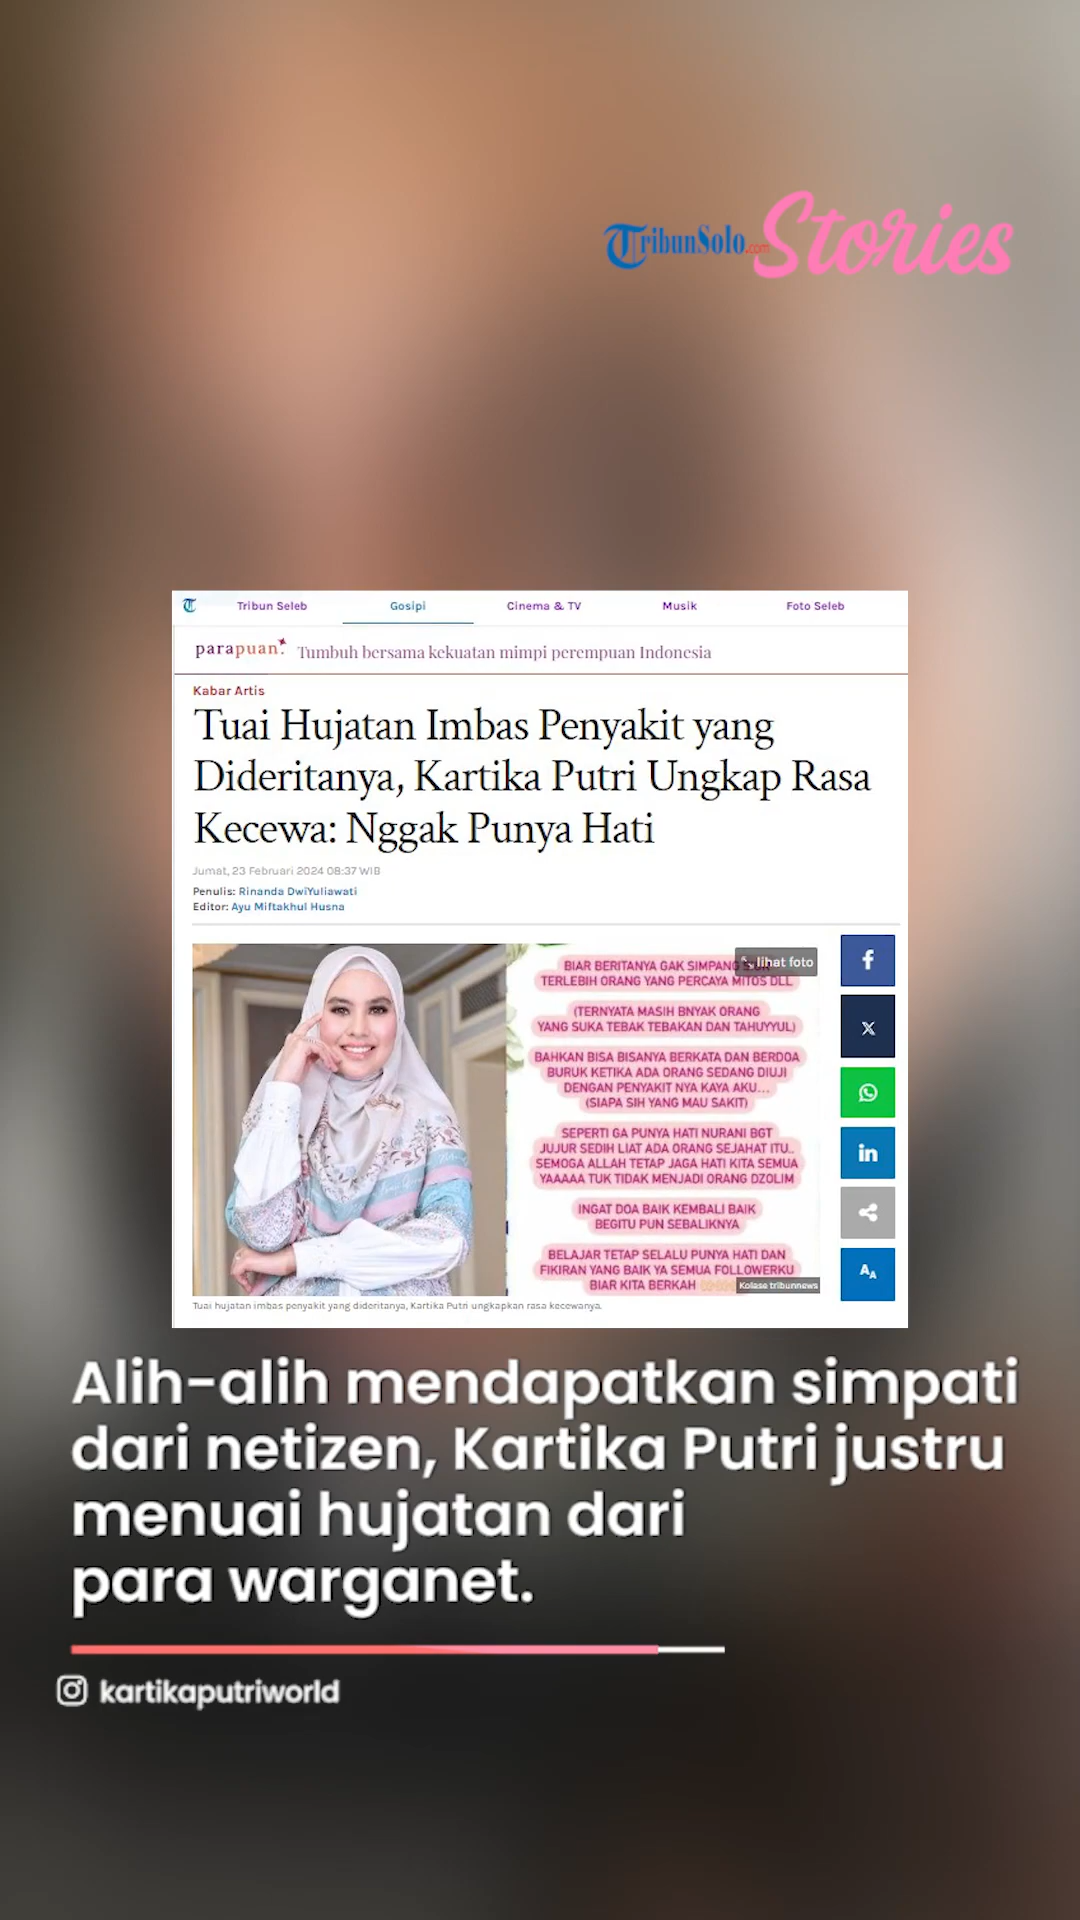 TribunSolo.com Stories
Tribun Seleb Gosipi Cinema & TV Musik Foto Seleb
parapuan. Tumbuh bersama kekuatan mimpi perempuan Indonesia
Kabar Artis
Tuai Hujatan Imbas Penyakit yang
Dideritanya, Kartika Putri Ungkap Rasa
Kecewa: Nggak Punya Hati
Jumat, 23 Februari 2024 08:37 WIB
Penulis: Rinanda DwiYuliawati
Editor: Ayu Miftakhul Husna
lihat foto
BIAR BERITANYA GAK SIMPANG
TERLEBIH ORANG YANG PERCAYA MITOS DLL
(TERNYATA MASIH BNYAK ORANG
YANG SUKA TEBAK TEBAKAN DAN TAHUYYUL)
BAHKAN BISA BISANYA BERKATA DAN BERDOA
BURUK KETIKA ADA ORANG SEDANG DIUJI
DENGAN PENYAKIT NYA KAYA AKU...
(SIAPA SIH YANG MAU SAKIT)
SEPERTI GA PUNYA HATI NURANI BGT
JUJUR SEDIH LIAT ADA ORANG SEJAHAT ITU..
SEMOGA ALLAH TETAP JAGA HATI KITA SEMUA
YAAAAA TUK TIDAK MENJADI ORANG DZOLIM
INGAT DOA BAIK KEMBALI BAIK
BEGITU PUN SEBALIKNYA
BELAJAR TETAP SELALU PUNYA HATI DAN
FIKIRAN YANG BAIK YA SEMUA FOLLOWERKU
BIAR KITA BERKAH
Kolase tribunnews
Tuai hujatan imbas penyakit yang dideritanya, Kartika Putri ungkapkan rasa kecewanya.
Alih-alih mendapatkan simpati
dari netizen, Kartika Putri justru
menuai hujatan dari
para warganet.
kartikaputriworld